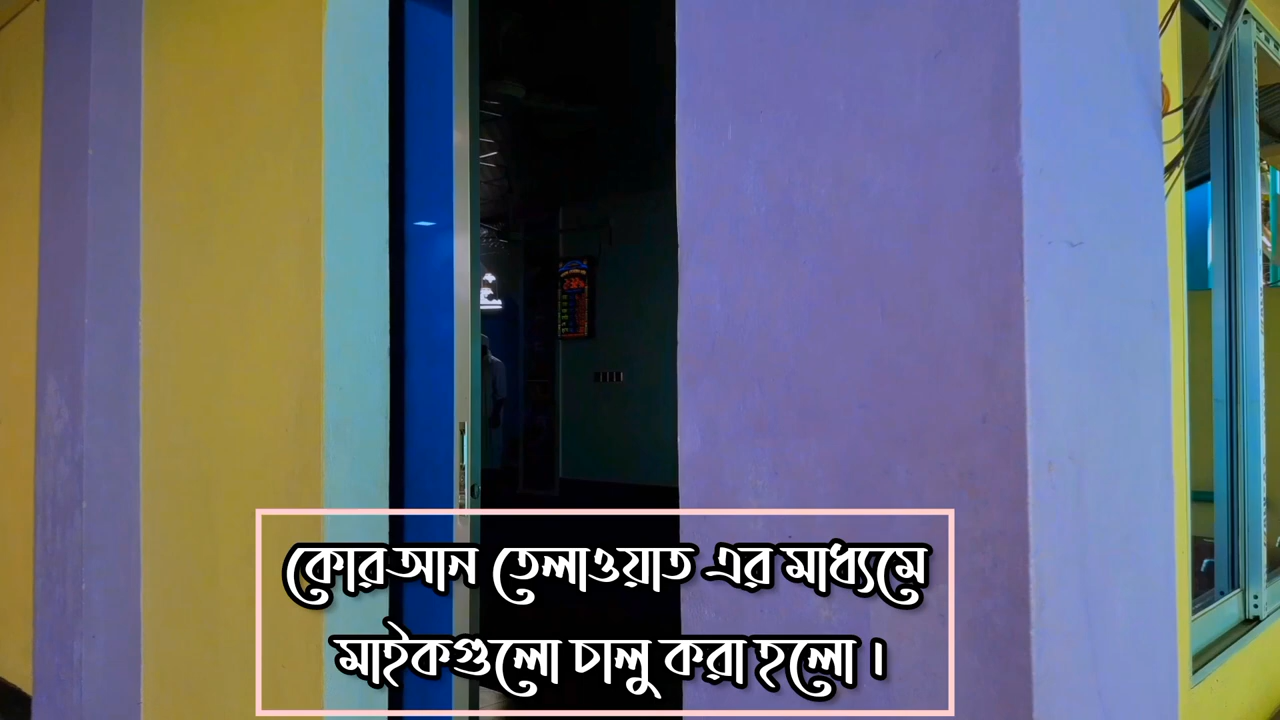 কোরআন তেলাওয়াত এর মাধ্যমে
মাইকগুলো চালু করা হলো।